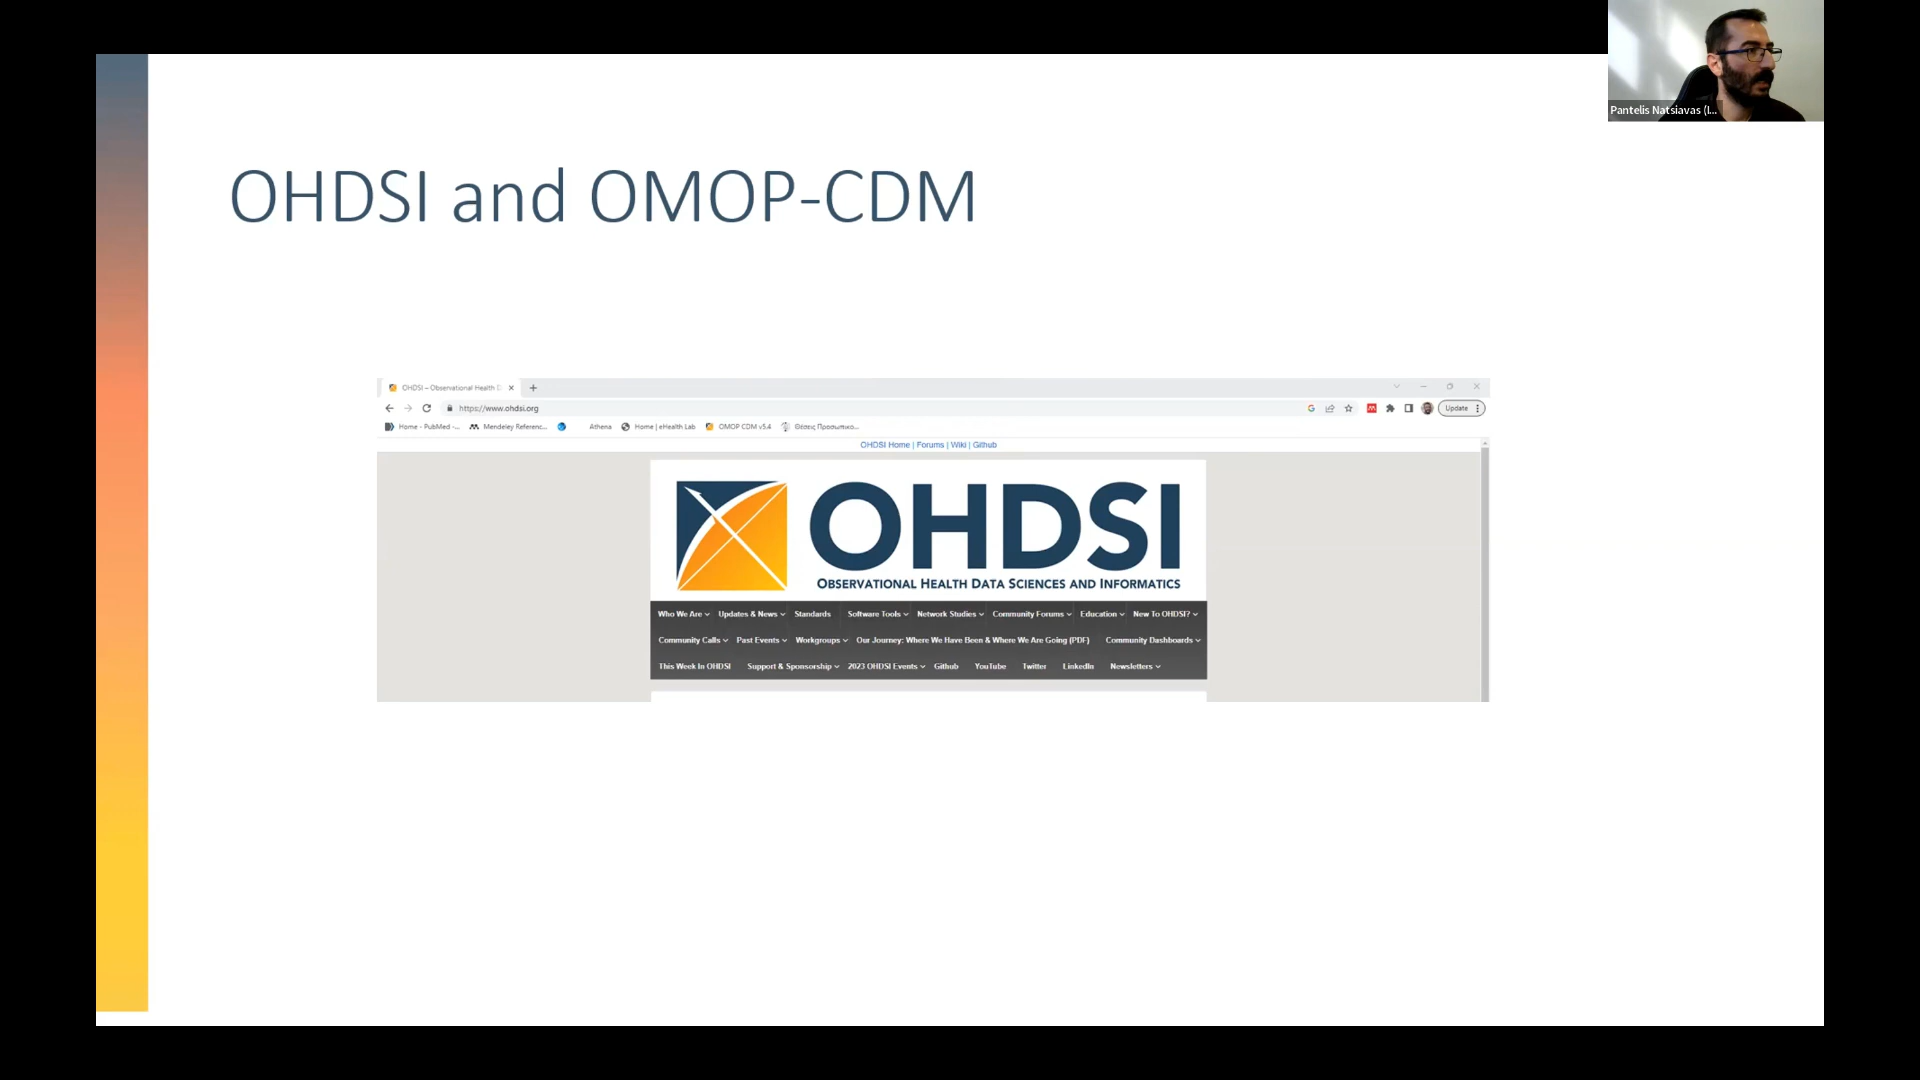 Pantelis Natsiavas (I...
OHDSI and OMOP-CDM
OHDSI – Observational Health D
https://www.ohdsi.org
Update
Home - PubMed -... Mendeley Referenc... Athena Home | eHealth Lab OMOP CDM v5.4 Θέσεις Προσωπικο...
OHDSI Home | Forums | Wiki | Github
OHDSI
OBSERVATIONAL HEALTH DATA SCIENCES AND INFORMATICS
Who We Are Updates & News Standards Software Tools Network Studies Community Forums Education New To OHDSI?
Community Calls Past Events Workgroups Our Journey: Where We Have Been & Where We Are Going (PDF) Community Dashboards
This Week In OHDSI Support & Sponsorship 2023 OHDSI Events Github YouTube Twitter LinkedIn Newsletters